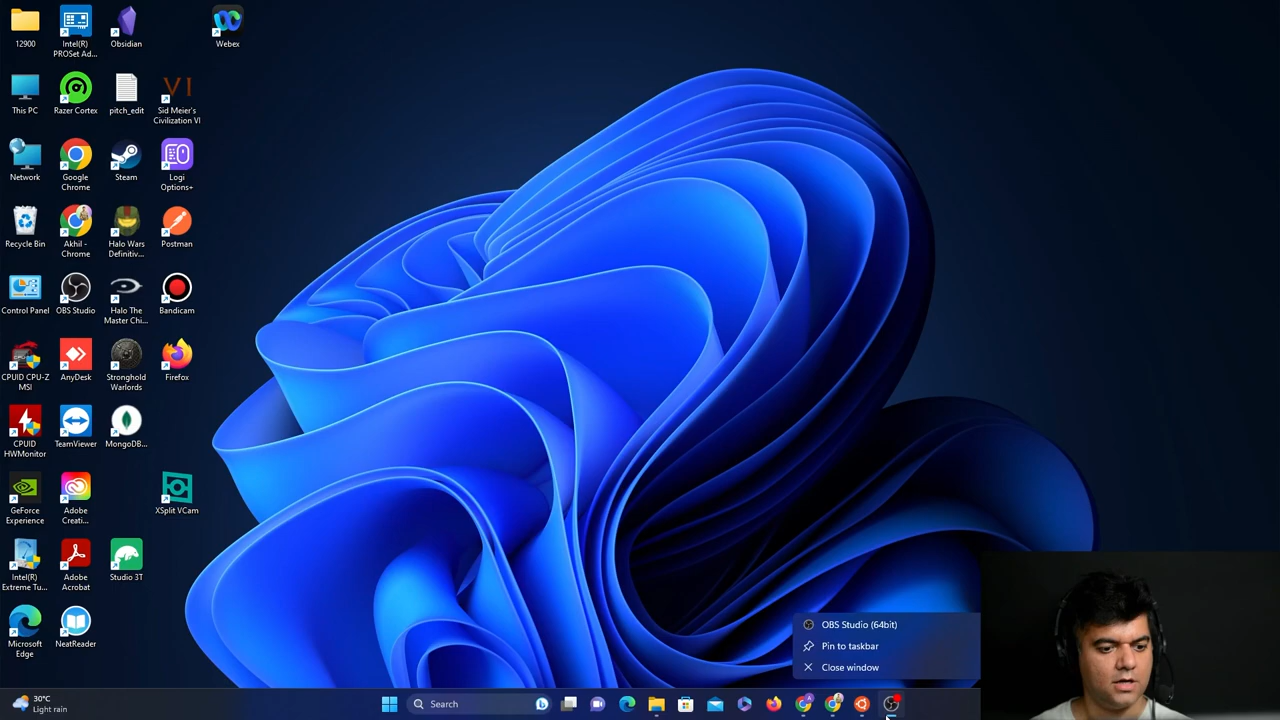 12900
Intel(R)
PROSet Ad...
Obsidian
Webex
This PC
Razer Cortex
pitch_edit
VI
Sid Meier's
Civilization VI
Network
Google
Chrome
Steam
Logi
Options+
Recycle Bin
Akhil -
Chrome
Halo Wars
Definitiv...
Postman
Control Panel
OBS Studio
Halo The
Master Chi...
Bandicam
CPUID CPU-Z
MSI
AnyDesk
Stronghold
Warlords
Firefox
CPUID
HWMonitor
TeamViewer
MongoDB...
GeForce
Experience
Adobe
Creati...
XSplit VCam
Intel(R)
Extreme Tu...
Adobe
Acrobat
Studio 3T
Microsoft
Edge
NeatReader
OBS Studio (64bit)
Pin to taskbar
Close window
30°C
Light rain
Search